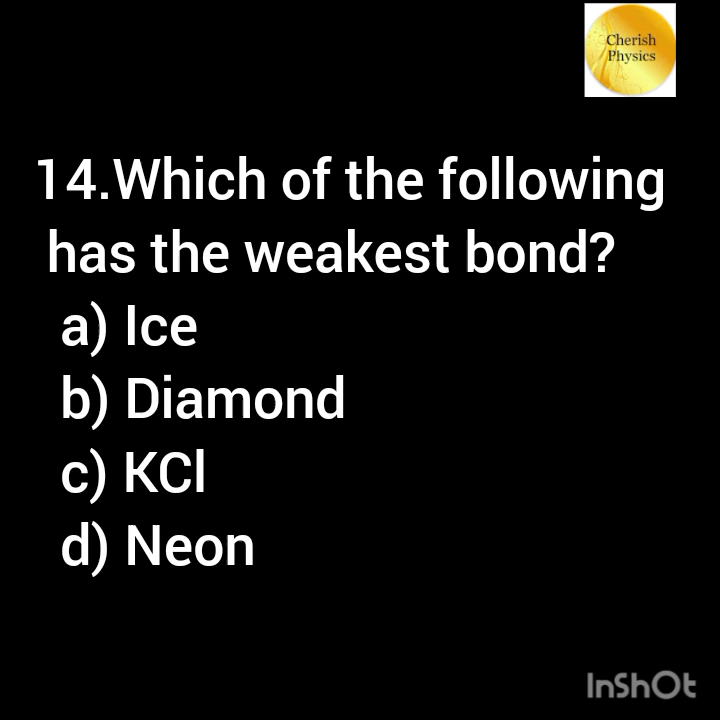 Cherish
Physics
14.Which of the following
has the weakest bond?
a) Ice
b) Diamond
c) KCl
d) Neon
InShOt